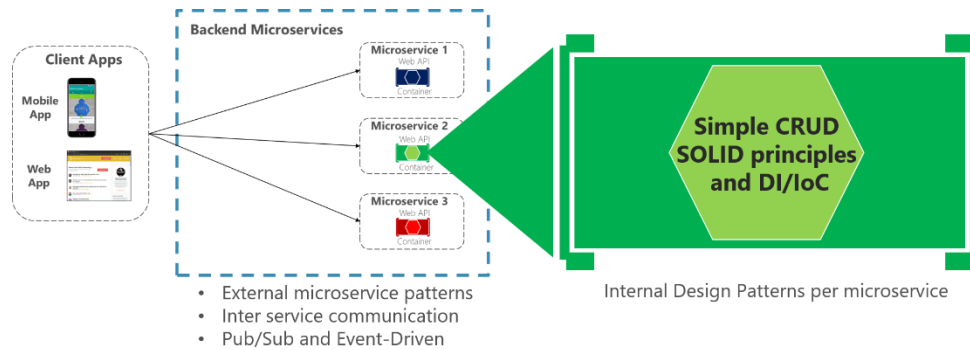 Client Apps
Mobile
App
Web
App
Backend Microservices
Microservice 1
Web API
Container
Microservice 2
Web API
Container
Microservice 3
Web API
Container
• External microservice patterns
• Inter service communication
• Pub/Sub and Event-Driven
Simple CRUD
SOLID principles
and DI/IoC
Internal Design Patterns per microservice